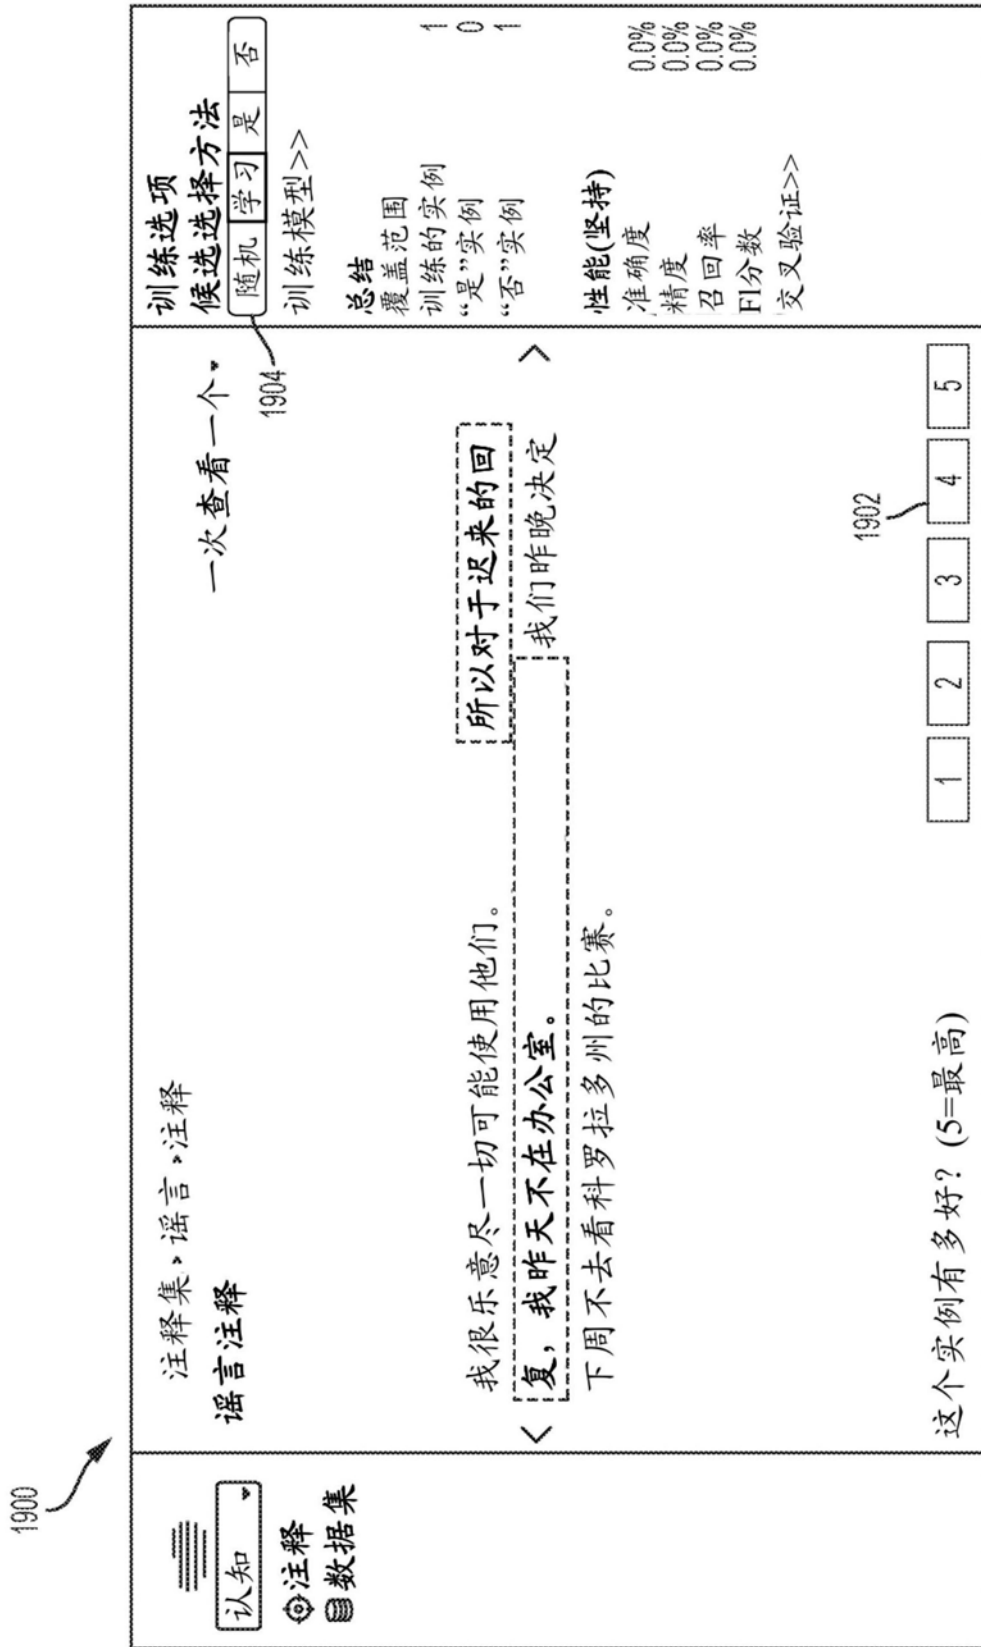 1900
认知
注释
数据集
注释集 » 谣言 » 注释
谣言注释
一次查看一个
我很乐意尽一切可能使用他们。 所以对于迟来的回
< 复，我昨天不在办公室。 我们昨晚决定 >
下周不去看科罗拉多州的比赛。
这个实例有多好？(5=最高)
1 2 3 4 5
1902
训练选项
候选选择方法
随机 学习 是 否
1904
训练模型>>
总结
覆盖范围
训练的实例 1
“是”实例 0
“否”实例 1
性能(坚持)
准确度 0.0%
精度 0.0%
召回率 0.0%
F1分数 0.0%
交叉验证>>